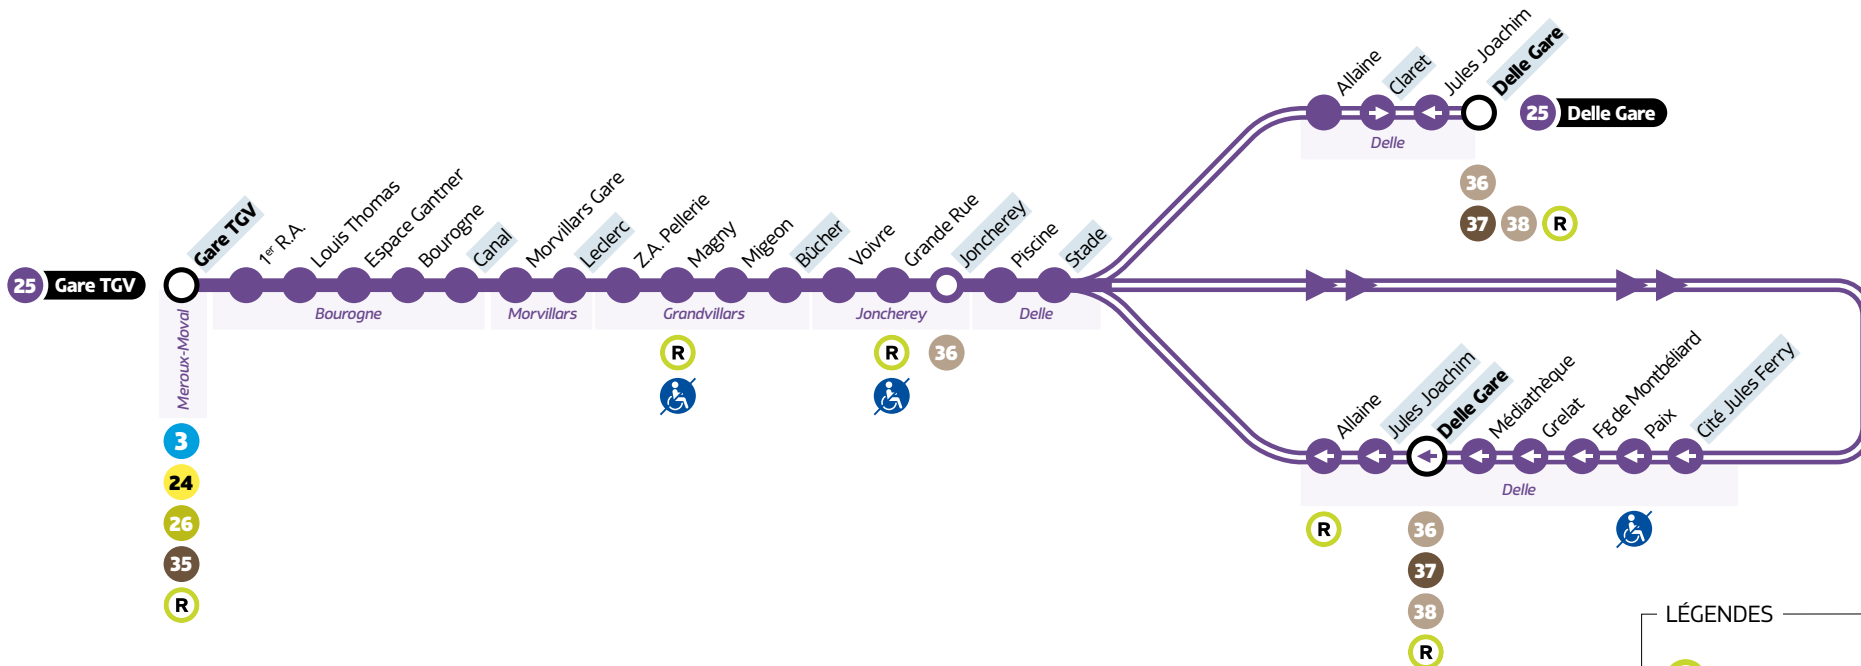 25 Gare TGV
Gare TGV
1er R.A.
Louis Thomas
Espace Gantner
Bourogne
Canal
Morvillars Gare
Leclerc
Z.A. Pellerie
Magny
Migeon
Bûcher
Voivre
Grande Rue
Joncherey
Piscine
Stade
Meroux-Moval
Bourogne
Morvillars
Grandvillars
Joncherey
Delle
3
24
26
35
R
R
R
36
Allaine
Claret
Jules Joachim
Delle Gare
25 Delle Gare
Delle
36
37 38 R
Allaine
Jules Joachim
Delle Gare
Médiathèque
Grelat
Fg de Montbéliard
Paix
Cité Jules Ferry
Delle
R
36
37
38
R
LÉGENDES